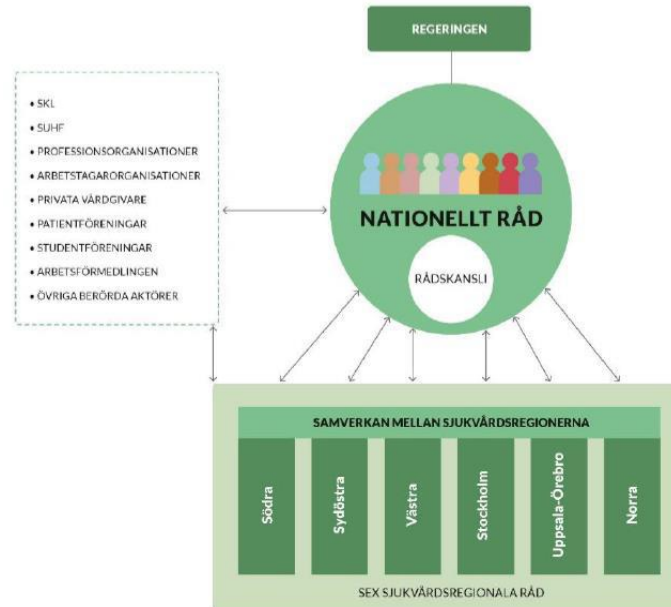 REGERINGEN
• SKL
• SUHF
• PROFESSIONSORGANISATIONER
• ARBETSTAGARORGANISATIONER
• PRIVATA VÅRDGIVARE
• PATIENTFÖRENINGAR
• STUDENTFÖRENINGAR
• ARBETSFÖRMEDLINGEN
• ÖVRIGA BERÖRDA AKTÖRER
NATIONELLT RÅD
RÅDSKANSLI
SAMVERKAN MELLAN SJUKVÅRDSREGIONERNA
Södra
Sydöstra
Västra
Stockholm
Uppsala-Örebro
Norra
SEX SJUKVÅRDSREGIONALA RÅD